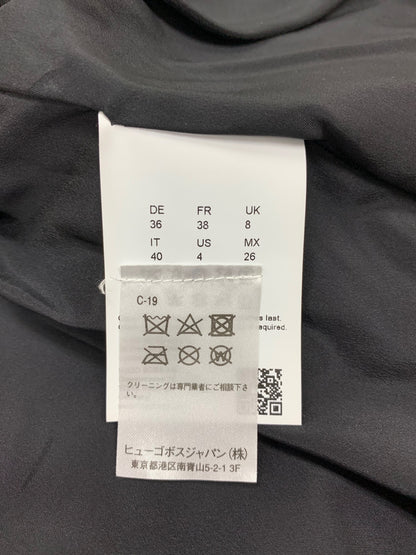 DE FR UK
36 38 8
IT US MX
40 4 26
C-19
s last.
quired.
クリーニングは専門業者にご相談下さ
い。
ヒューゴボスジャパン(株)
東京都港区南青山5-2-1 3F